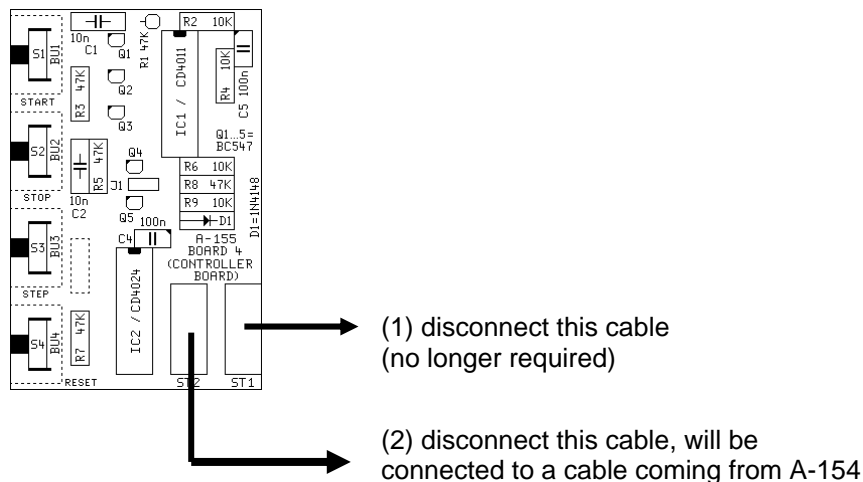 R2 10K
10n
C1
S1
BU1
Q1
R1 47K
IC1 / CD4011
R4 10K
C5 100n
R3 47K
Q2
START
Q3
Q1...5=
BC547
S2
BU2
R5 47K
Q4
R6 10K
J1
R8 47K
STOP
10n
C2
Q5
R9 10K
D1
D1=1N4148
100n
C4
A-155
BOARD 4
(CONTROLLER
BOARD)
S3
BU3
STEP
IC2 / CD4024
S4
BU4
R7 47K
RESET
ST2
ST1
(1) disconnect this cable
(no longer required)
(2) disconnect this cable, will be
connected to a cable coming from A-154